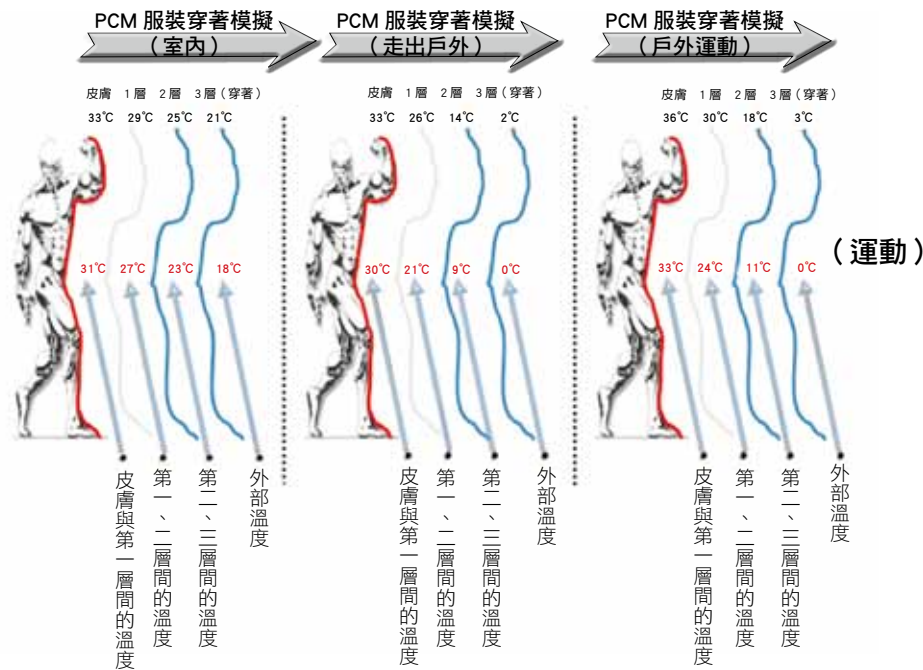 PCM 服裝穿著模擬
（室內）
PCM 服裝穿著模擬
（走出戶外）
PCM 服裝穿著模擬
（戶外運動）
皮膚 1層 2層 3層（穿著）
33℃ 29℃ 25℃ 21℃
皮膚 1層 2層 3層（穿著）
33℃ 26℃ 14℃ 2℃
皮膚 1層 2層 3層（穿著）
36℃ 30℃ 18℃ 3℃
31℃ 27℃ 23℃ 18℃
30℃ 21℃ 9℃ 0℃
33℃ 24℃ 11℃ 0℃
（運動）
皮膚與第一層間的溫度
第一、二層間的溫度
第二、三層間的溫度
外部溫度
皮膚與第一層間的溫度
第一、二層間的溫度
第二、三層間的溫度
外部溫度
皮膚與第一層間的溫度
第一、二層間的溫度
第二、三層間的溫度
外部溫度